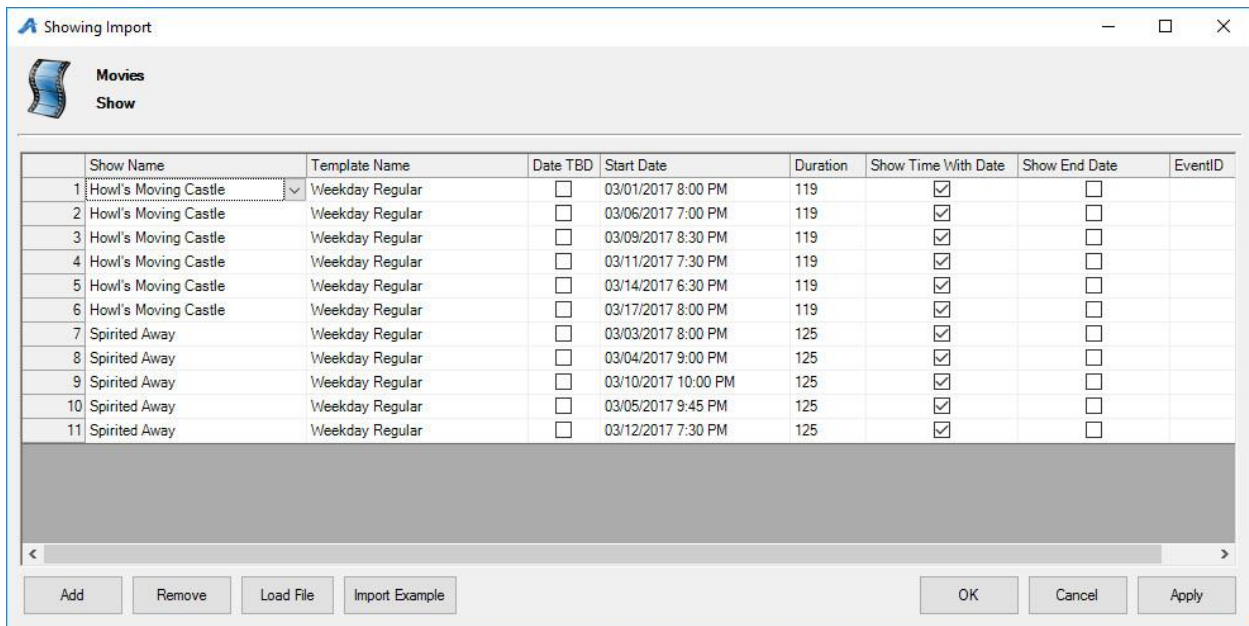 Showing Import
Movies
Show
Show Name Template Name Date TBD Start Date Duration Show Time With Date Show End Date EventID
1 Howl's Moving Castle Weekday Regular 03/01/2017 8:00 PM 119
2 Howl's Moving Castle Weekday Regular 03/06/2017 7:00 PM 119
3 Howl's Moving Castle Weekday Regular 03/09/2017 8:30 PM 119
4 Howl's Moving Castle Weekday Regular 03/11/2017 7:30 PM 119
5 Howl's Moving Castle Weekday Regular 03/14/2017 6:30 PM 119
6 Howl's Moving Castle Weekday Regular 03/17/2017 8:00 PM 119
7 Spirited Away Weekday Regular 03/03/2017 8:00 PM 125
8 Spirited Away Weekday Regular 03/04/2017 9:00 PM 125
9 Spirited Away Weekday Regular 03/10/2017 10:00 PM 125
10 Spirited Away Weekday Regular 03/05/2017 9:45 PM 125
11 Spirited Away Weekday Regular 03/12/2017 7:30 PM 125
Add Remove Load File Import Example OK Cancel Apply